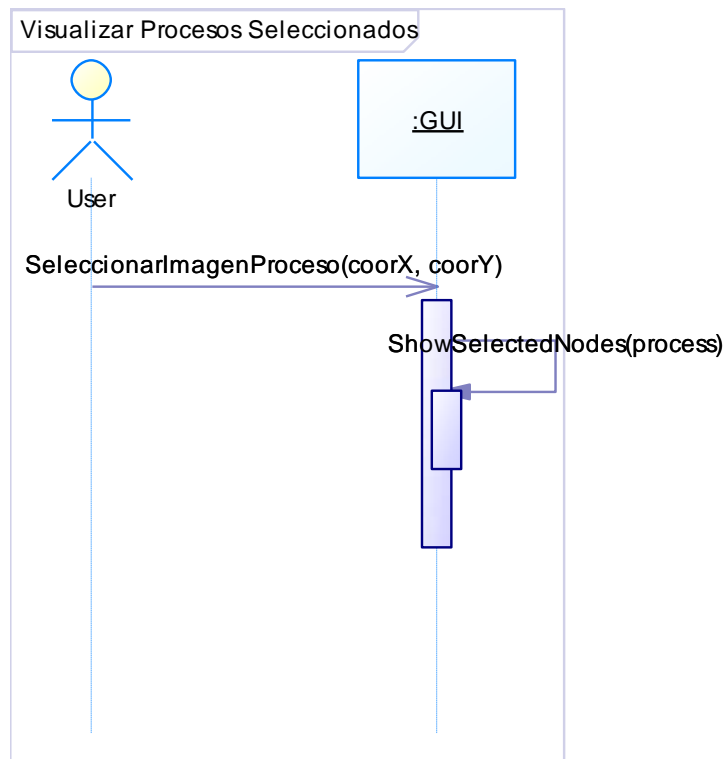 Visualizar Procesos Seleccionados
:GUI
User
SeleccionarImagenProceso(coorX, coorY)
ShowSelectedNodes(process)